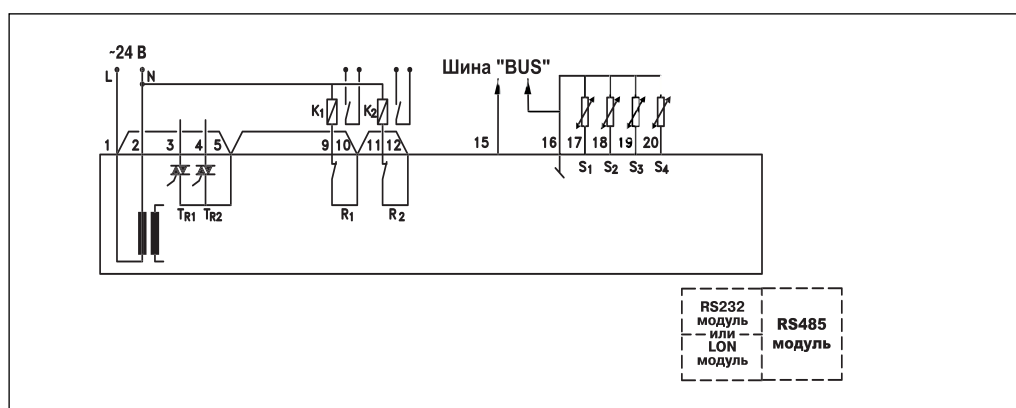 ~24 В
L N
Шина "BUS"
K1 K2
1 2 3 4 5 9 10 11 12 15 16 17 18 19 20
S1 S2 S3 S4
TR1 TR2 R1 R2
RS232
модуль
или
LON
модуль
RS485
модуль